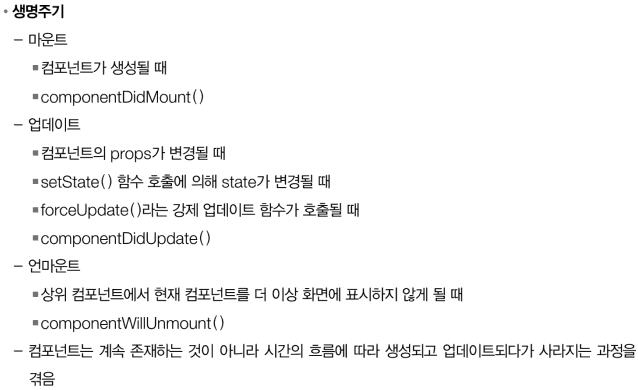 • 생명주기
– 마운트
▪ 컴포넌트가 생성될 때
▪ componentDidMount()
– 업데이트
▪ 컴포넌트의 props가 변경될 때
▪ setState() 함수 호출에 의해 state가 변경될 때
▪ forceUpdate()라는 강제 업데이트 함수가 호출될 때
▪ componentDidUpdate()
– 언마운트
▪ 상위 컴포넌트에서 현재 컴포넌트를 더 이상 화면에 표시하지 않게 될 때
▪ componentWillUnmount()
– 컴포넌트는 계속 존재하는 것이 아니라 시간의 흐름에 따라 생성되고 업데이트되다가 사라지는 과정을
겪음